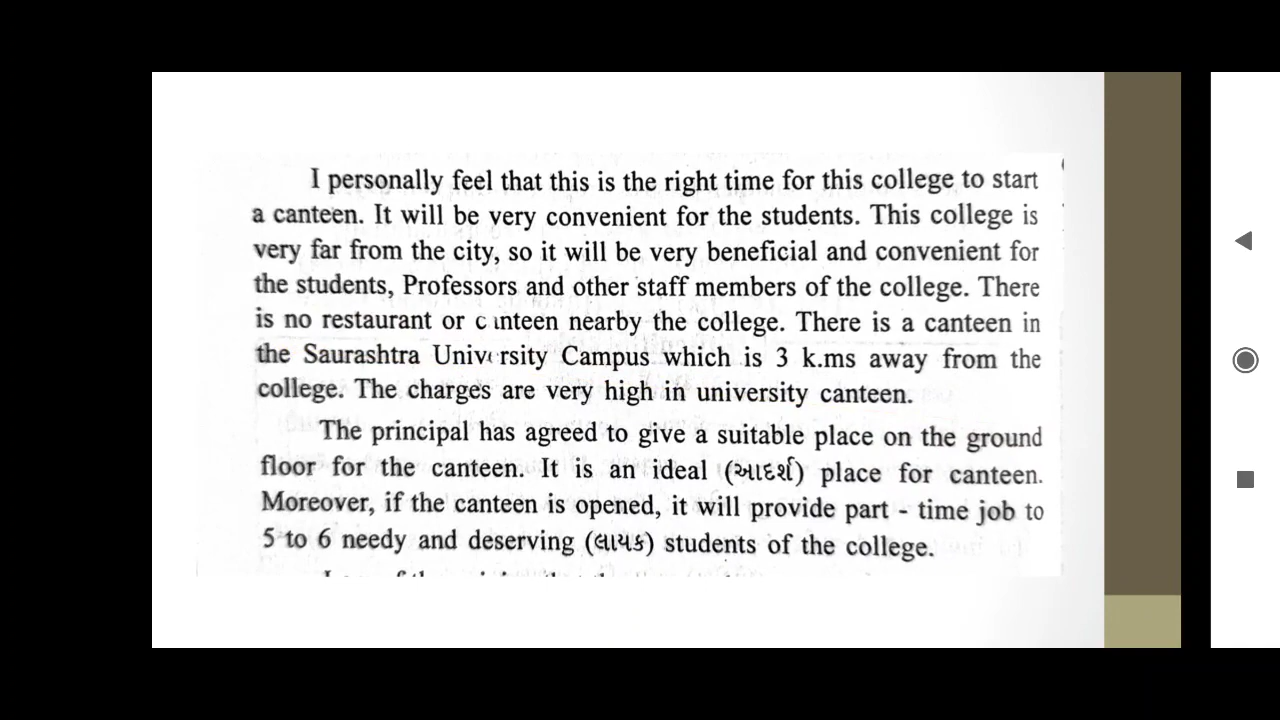 I personally feel that this is the right time for this college to start
a canteen. It will be very convenient for the students. This college is
very far from the city, so it will be very beneficial and convenient for
the students, Professors and other staff members of the college. There
is no restaurant or canteen nearby the college. There is a canteen in
the Saurashtra University Campus which is 3 k.ms away from the
college. The charges are very high in university canteen.
The principal has agreed to give a suitable place on the ground
floor for the canteen. It is an ideal (આદર્શ) place for canteen.
Moreover, if the canteen is opened, it will provide part - time job to
5 to 6 needy and deserving (લાયક) students of the college.